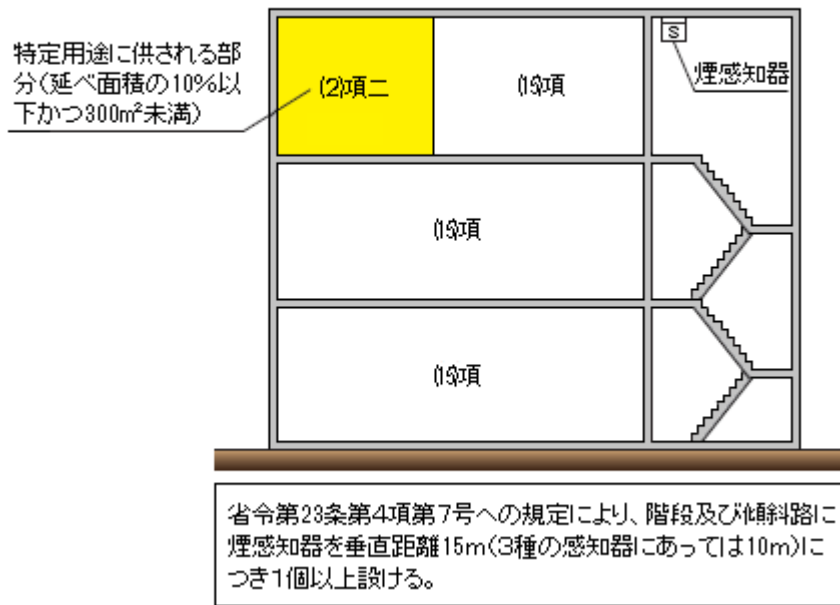 特定用途に供される部
分(延べ面積の10%以
下かつ300m²未満)
(2)項ニ
(15)項
S
煙感知器
(15)項
(15)項
省令第23条第4項第7号への規定により、階段及び傾斜路に
煙感知器を垂直距離15m(3種の感知器にあっては10m)に
つき1個以上設ける。